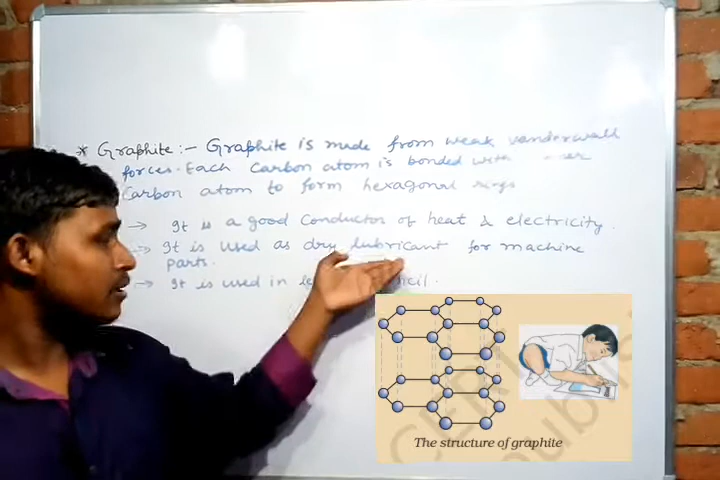 * Graphite:- Graphite is made from weak vanderwall
forces. Each Carbon atom is bonded with
Carbon atom to form hexagonal rings
→ It is a good Conductor of heat & electricity.
→ It is used as dry lubricant for machine
parts.
→ It is used in
The structure of graphite